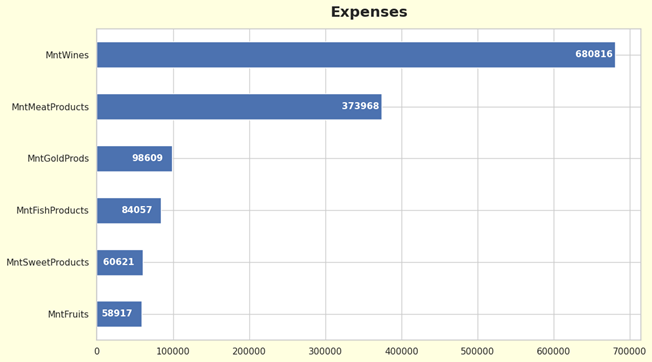 Expenses
MntWines
680816
MntMeatProducts
373968
MntGoldProds
98609
MntFishProducts
84057
MntSweetProducts
60621
MntFruits
58917
0 100000 200000 300000 400000 500000 600000 700000